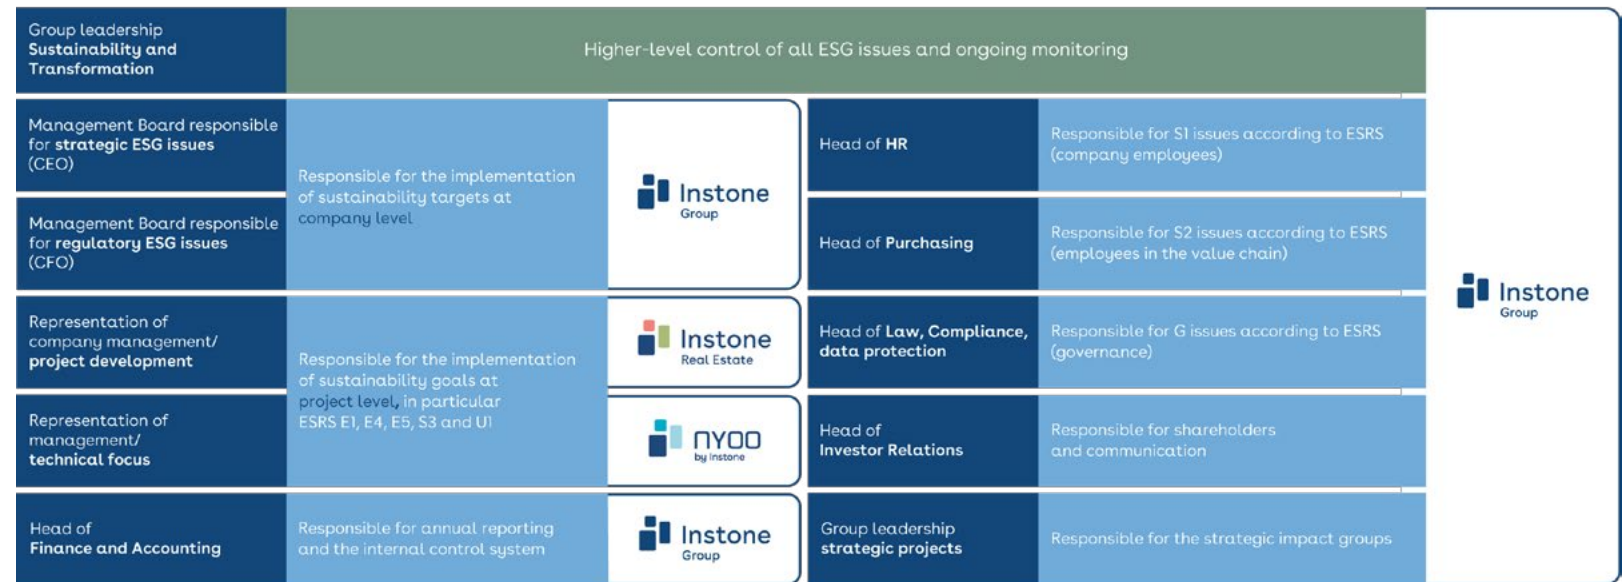 Group leadership
Sustainability and
Transformation
Higher-level control of all ESG issues and ongoing monitoring
Management Board responsible
for strategic ESG issues
(CEO)
Management Board responsible
for regulatory ESG issues
(CFO)
Responsible for the implementation
of sustainability targets at
company level
Instone
Group
Representation of
company management/
project development
Representation of
management/
technical focus
Responsible for the implementation
of sustainability goals at
project level, in particular
ESRS E1, E4, E5, S3 and U1
Instone
Real Estate
NYOO
by Instone
Head of
Finance and Accounting
Responsible for annual reporting
and the internal control system
Instone
Group
Head of HR
Responsible for S1 issues according to ESRS
(company employees)
Head of Purchasing
Responsible for S2 issues according to ESRS
(employees in the value chain)
Head of Law, Compliance,
data protection
Responsible for G issues according to ESRS
(governance)
Head of
Investor Relations
Responsible for shareholders
and communication
Group leadership
strategic projects
Responsible for the strategic impact groups
Instone
Group